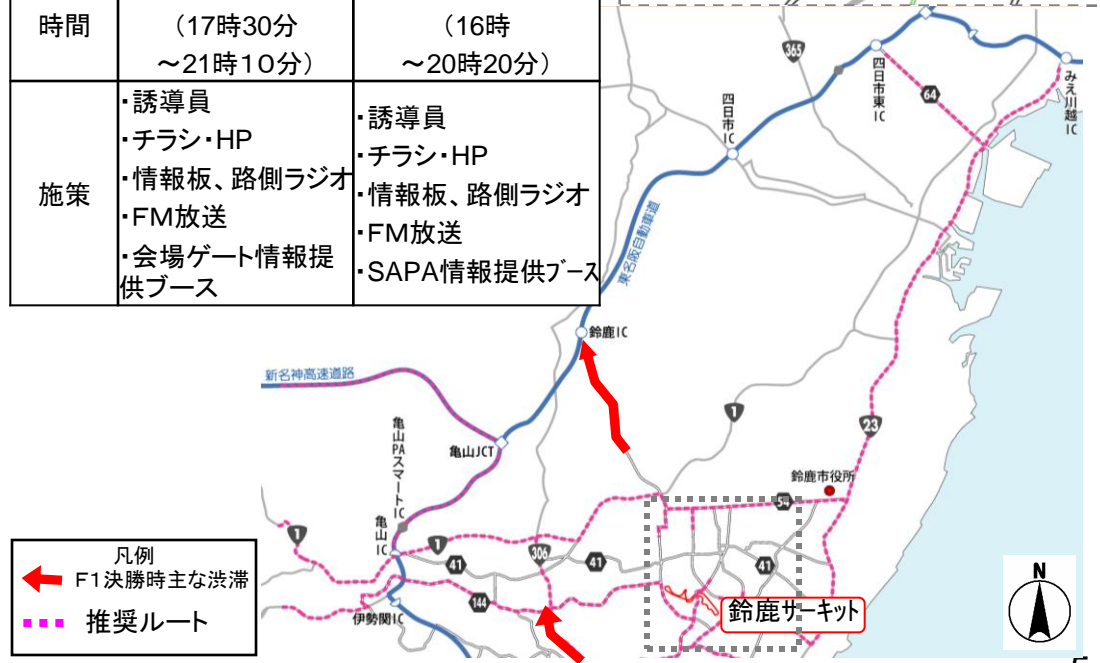 時間
(17時30分
～21時10分)
(16時
～20時20分)
施策
・誘導員
・チラシ・HP
・情報板、路側ラジオ
・FM放送
・会場ゲート情報提
供ブース
・誘導員
・チラシ・HP
・情報板、路側ラジオ
・FM放送
・SAPA情報提供ブース
365
四日市東IC
64
みえ川越IC
四日市IC
東名阪自動車道
鈴鹿IC
新名神高速道路
1
23
亀山PAスマートIC
亀山JCT
鈴鹿市役所
54
1
亀山IC
1
306
41
41
41
144
伊勢関IC
鈴鹿サーキット
凡例
F1決勝時主な渋滞
推奨ルート
N